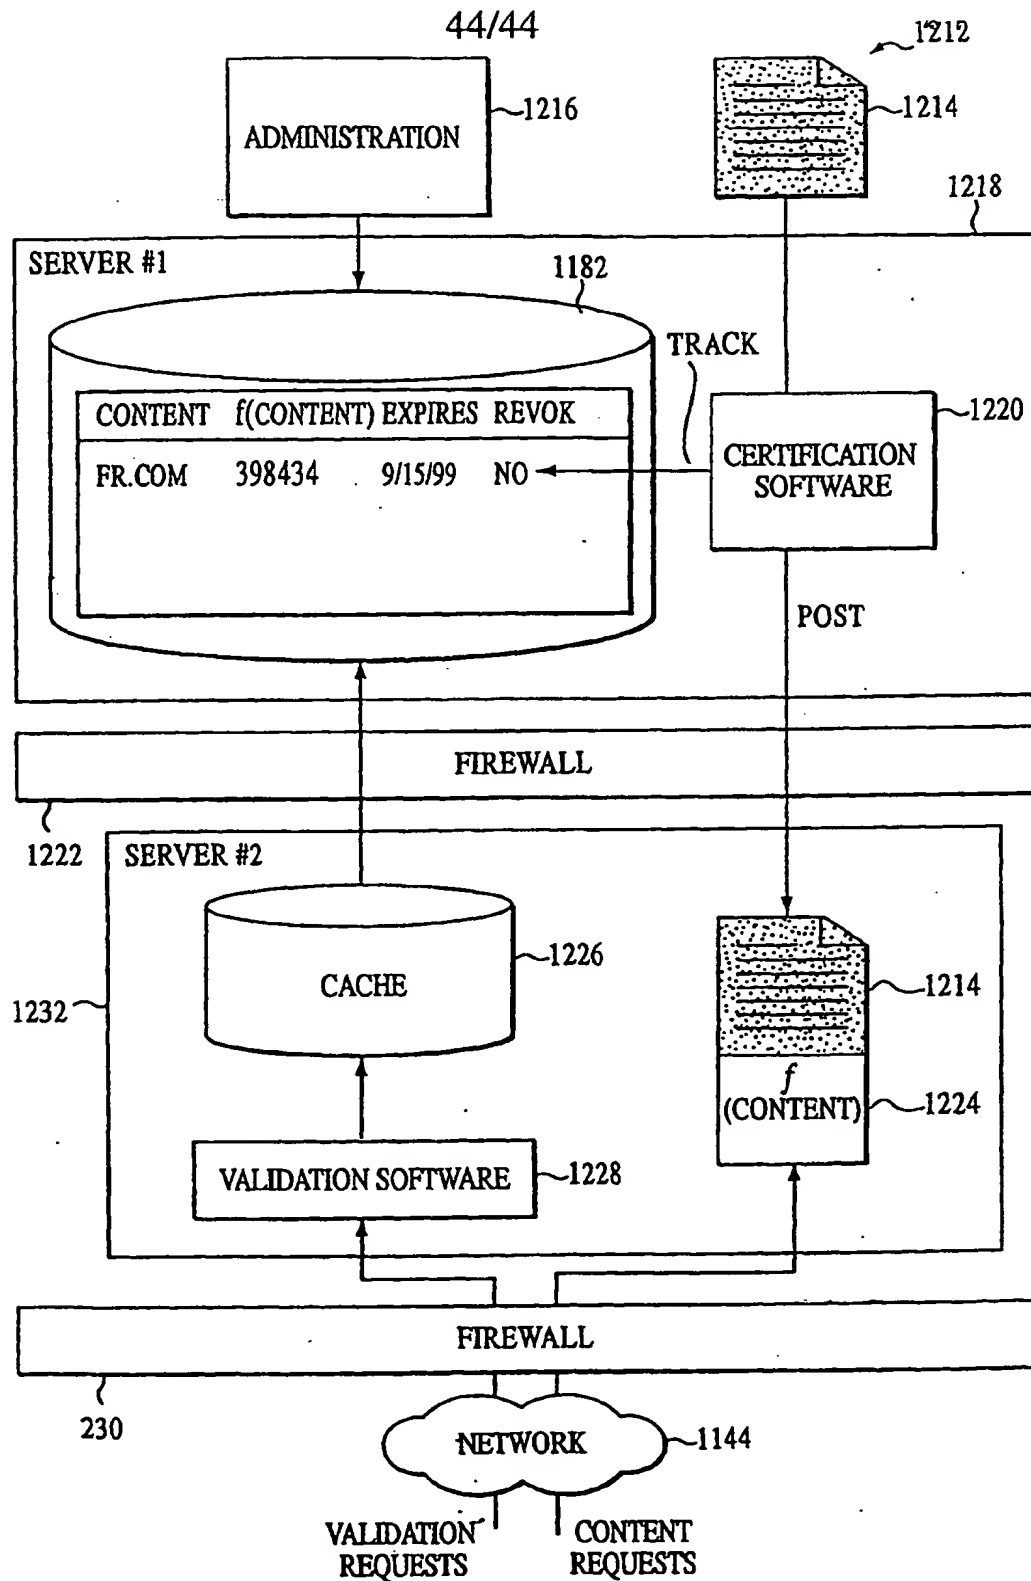 44/44
1212
ADMINISTRATION
1216
1214
1218
SERVER #1
1182
TRACK
CONTENT f(CONTENT) EXPIRES REVOK
FR.COM 398434 9/15/99 NO
CERTIFICATION
SOFTWARE
1220
POST
FIREWALL
1222
SERVER #2
CACHE
1226
1214
1232
f
(CONTENT)
1224
VALIDATION SOFTWARE
1228
FIREWALL
230
NETWORK
1144
VALIDATION
REQUESTS
CONTENT
REQUESTS